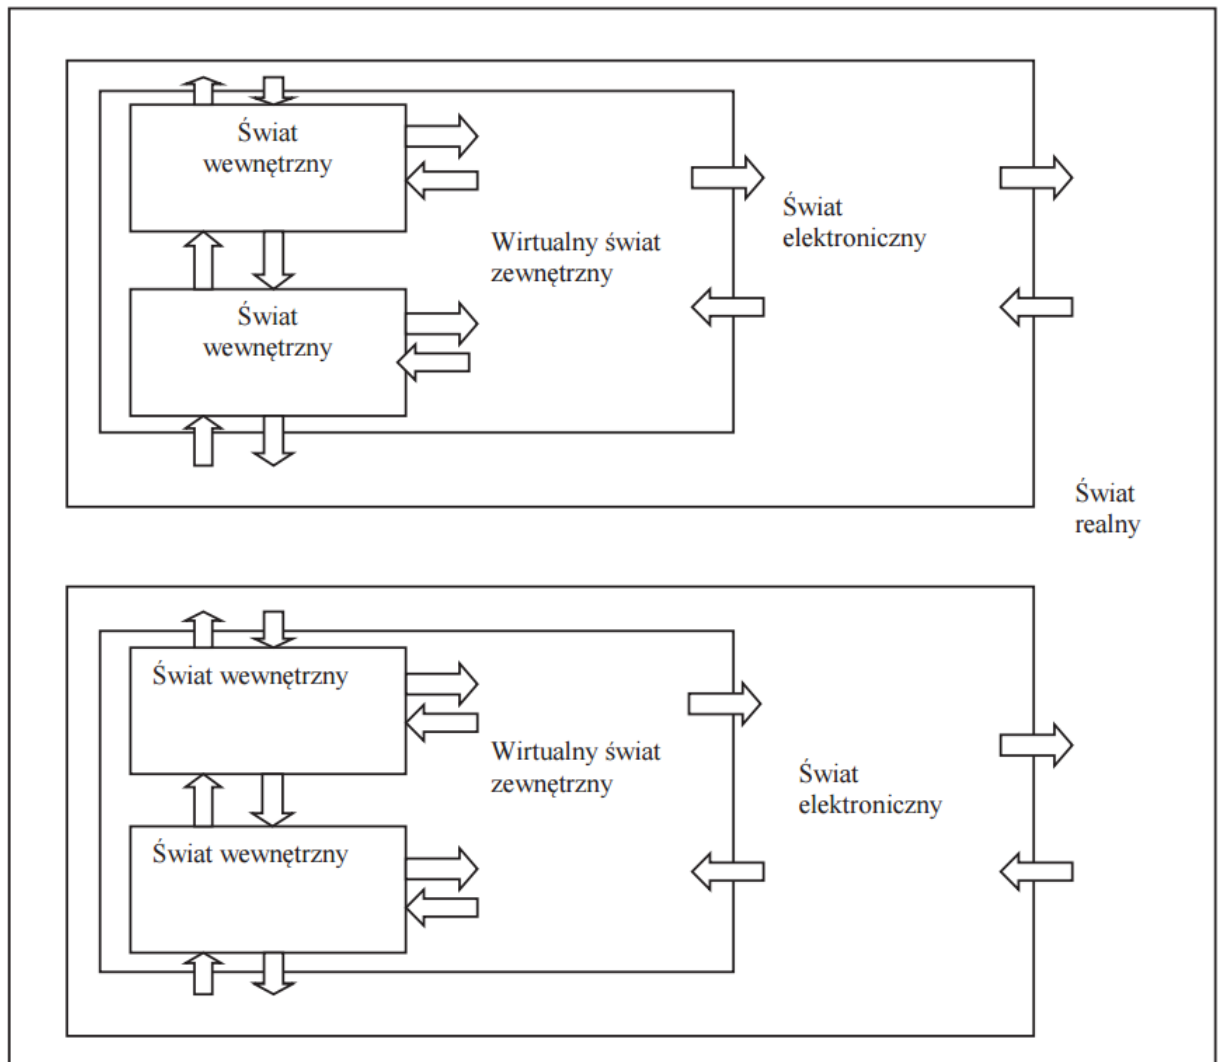 Świat
wewnętrzny
Świat
elektroniczny
Wirtualny świat
zewnętrzny
Świat
wewnętrzny
Świat
realny
Świat wewnętrzny
Wirtualny świat
zewnętrzny
Świat
elektroniczny
Świat wewnętrzny